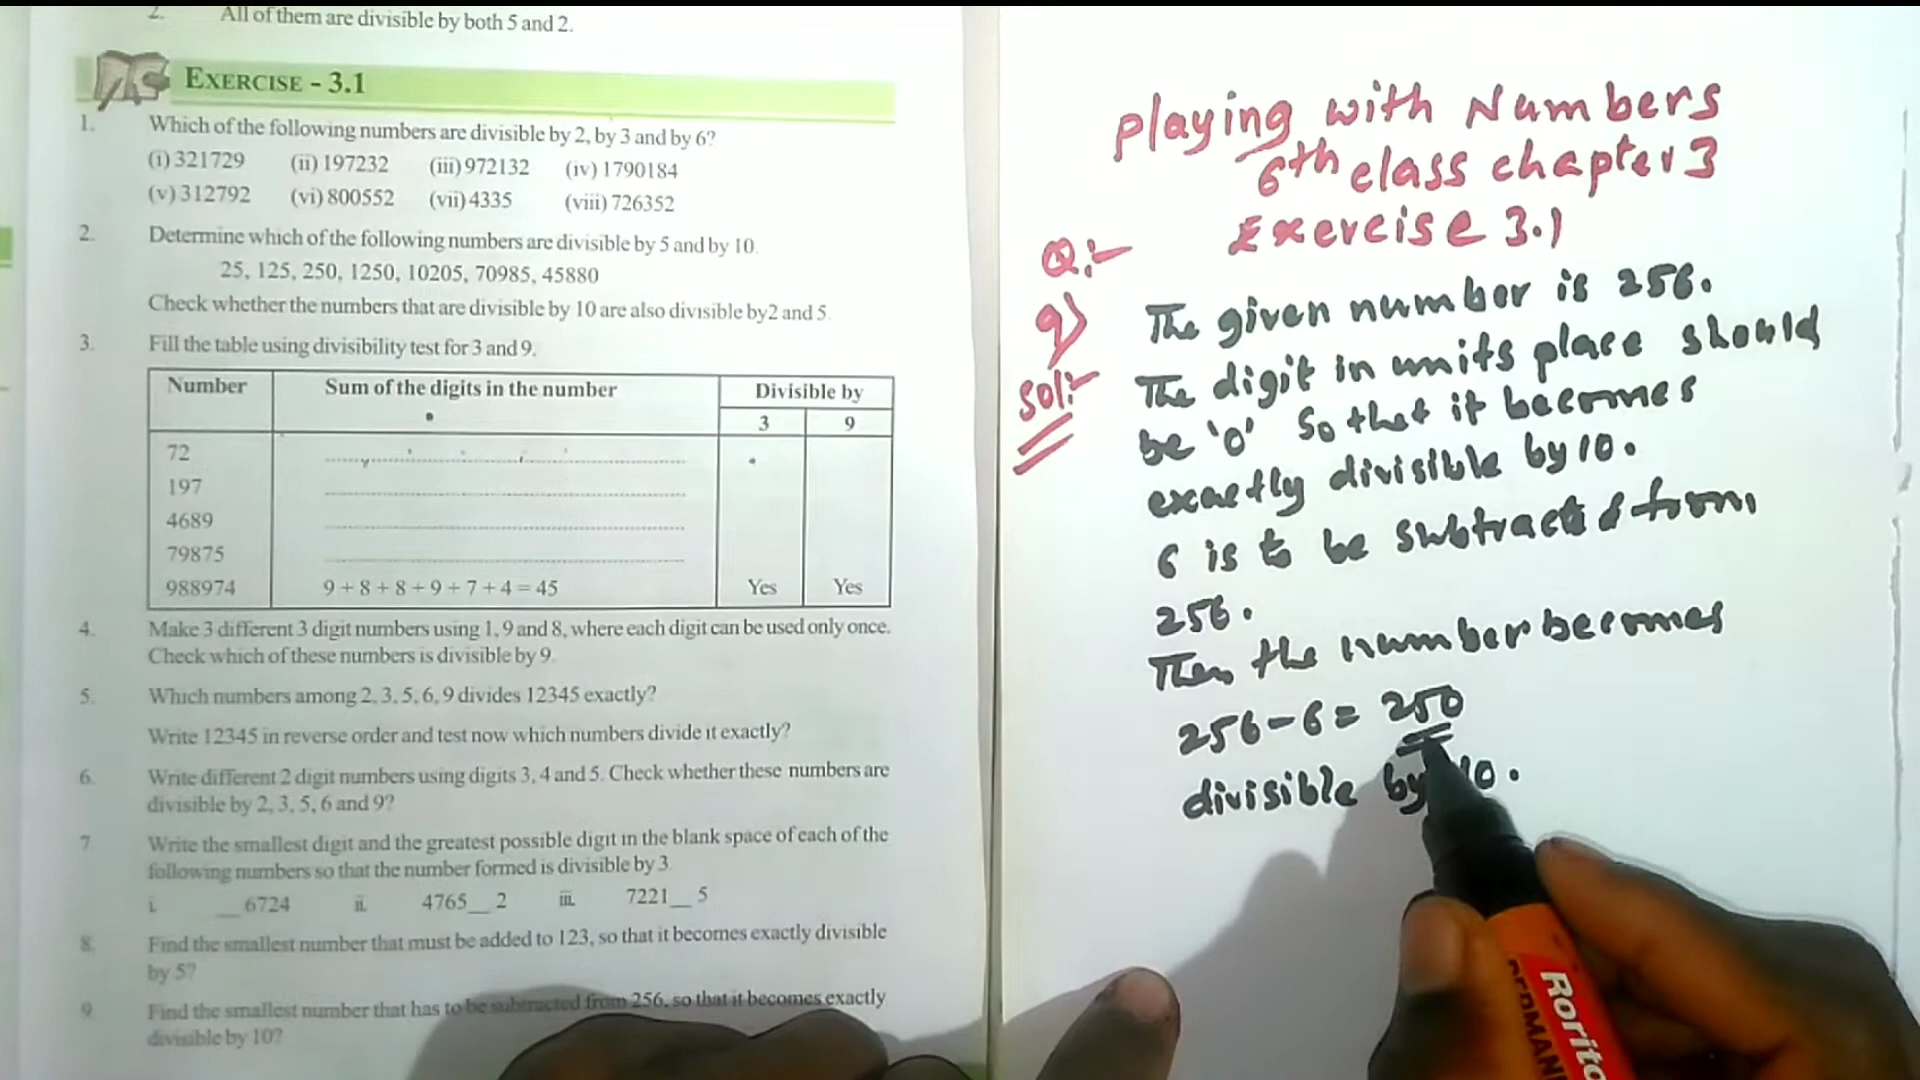 2. All of them are divisible by both 5 and 2.
EXERCISE - 3.1
1. Which of the following numbers are divisible by 2, by 3 and by 6?
(i) 321729 (ii) 197232 (iii) 972132 (iv) 1790184
(v) 312792 (vi) 800552 (vii) 4335 (viii) 726352
2. Determine which of the following numbers are divisible by 5 and by 10.
25, 125, 250, 1250, 10205, 70985, 45880
Check whether the numbers that are divisible by 10 are also divisible by2 and 5.
3. Fill the table using divisibility test for 3 and 9.
Number Sum of the digits in the number Divisible by
3 9
72
197
4689
79875
988974 9 + 8 + 8 + 9 + 7 + 4 = 45 Yes Yes
4. Make 3 different 3 digit numbers using 1, 9 and 8, where each digit can be used only once.
Check which of these numbers is divisible by 9.
5. Which numbers among 2, 3, 5, 6, 9 divides 12345 exactly?
Write 12345 in reverse order and test now which numbers divide it exactly?
6. Write different 2 digit numbers using digits 3, 4 and 5. Check whether these numbers are
divisible by 2, 3, 5, 6 and 9?
7 Write the smallest digit and the greatest possible digit in the blank space of each of the
following numbers so that the number formed is divisible by 3.
i. __ 6724 ii. 4765__ 2 iii. 7221__ 5
8. Find the smallest number that must be added to 123, so that it becomes exactly divisible
by 5?
9. Find the smallest number that has to be subtracted from 256, so that it becomes exactly
divisible by 10?
Playing with Numbers
6th class chapter 3
Exercise 3.1
Q:-
9) The given number is 256.
Sol:- The digit in units place should
be '0' So that it becomes
exactly divisible by 10.
6 is to be subtracted from
256.
Then the number becomes
256-6= 250
divisible by 10.
Rorito